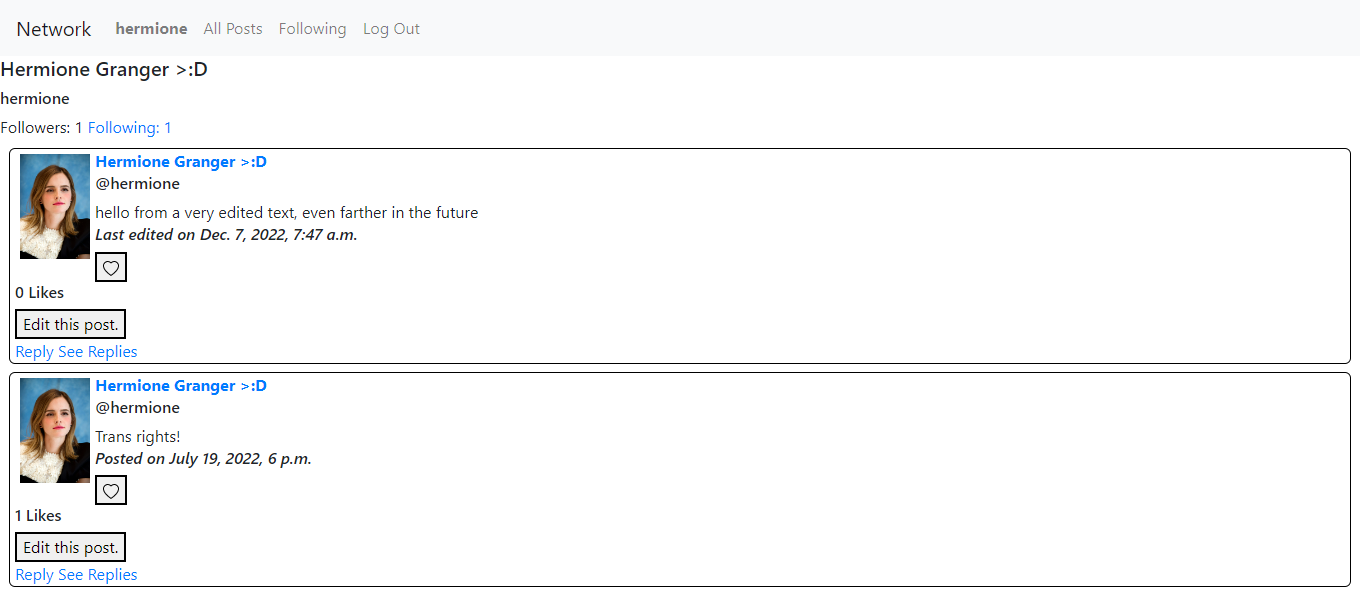 Network hermione All Posts Following Log Out
Hermione Granger >:D
hermione
Followers: 1 Following: 1
Hermione Granger >:D
@hermione
hello from a very edited text, even farther in the future
Last edited on Dec. 7, 2022, 7:47 a.m.
0 Likes
Edit this post.
Reply See Replies
Hermione Granger >:D
@hermione
Trans rights!
Posted on July 19, 2022, 6 p.m.
1 Likes
Edit this post.
Reply See Replies